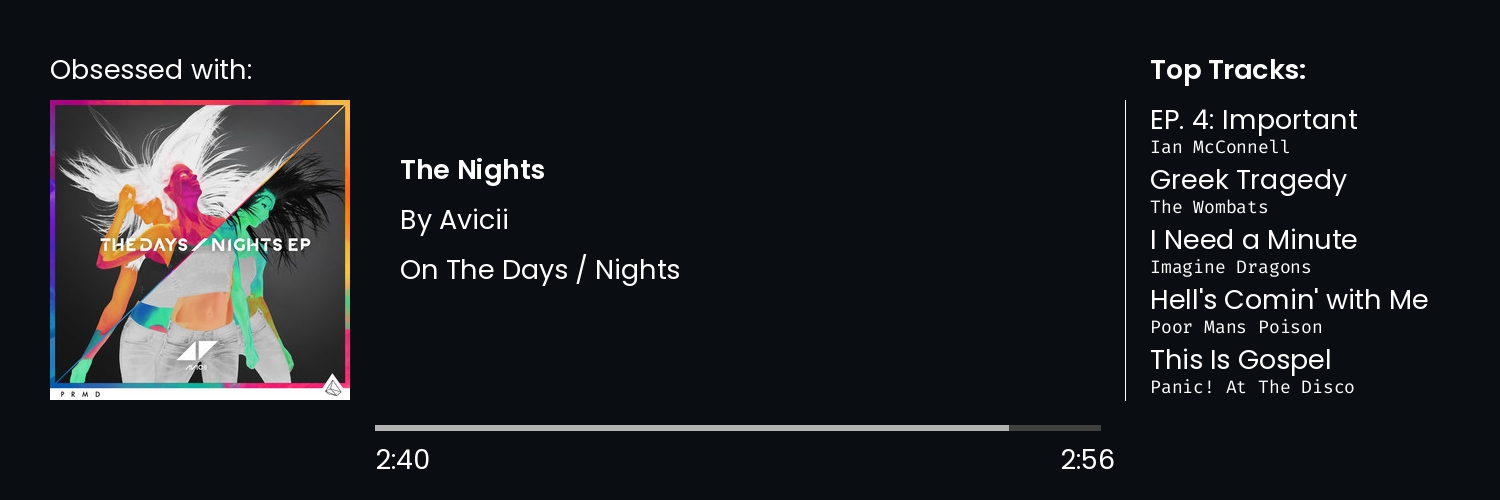 Obsessed with:
THE DAYS / NIGHTS EP
AVICII
PRMD
The Nights
By Avicii
On The Days / Nights
2:40
2:56
Top Tracks:
EP. 4: Important
Ian McConnell
Greek Tragedy
The Wombats
I Need a Minute
Imagine Dragons
Hell's Comin' with Me
Poor Mans Poison
This Is Gospel
Panic! At The Disco